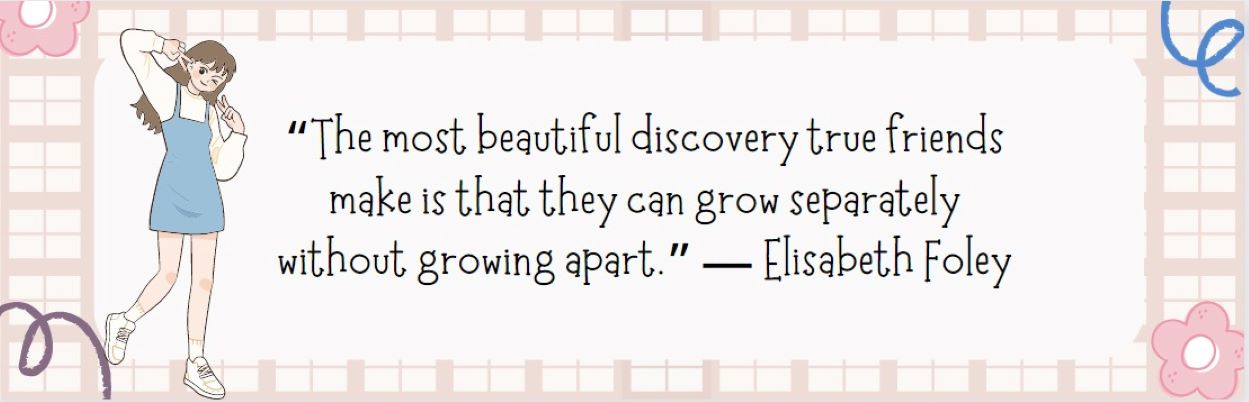 “The most beautiful discovery true friends
make is that they can grow separately
without growing apart.” — Elisabeth Foley